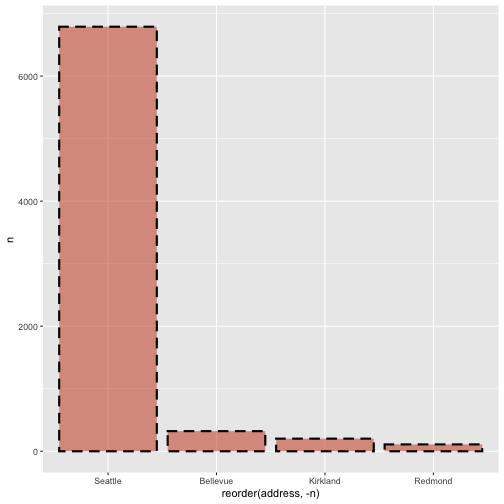 6000
4000
2000
0
n
Seattle Bellevue Kirkland Redmond
reorder(address, -n)